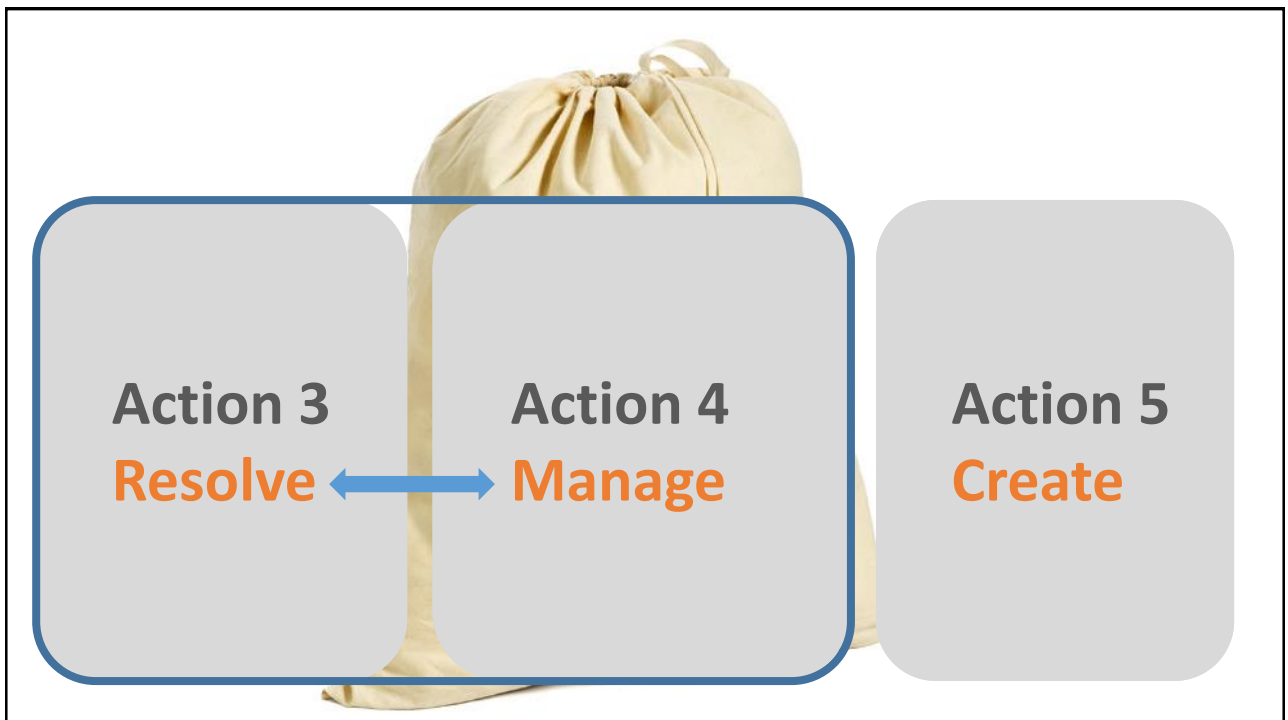 Action 3
Resolve
Action 4
Manage
Action 5
Create